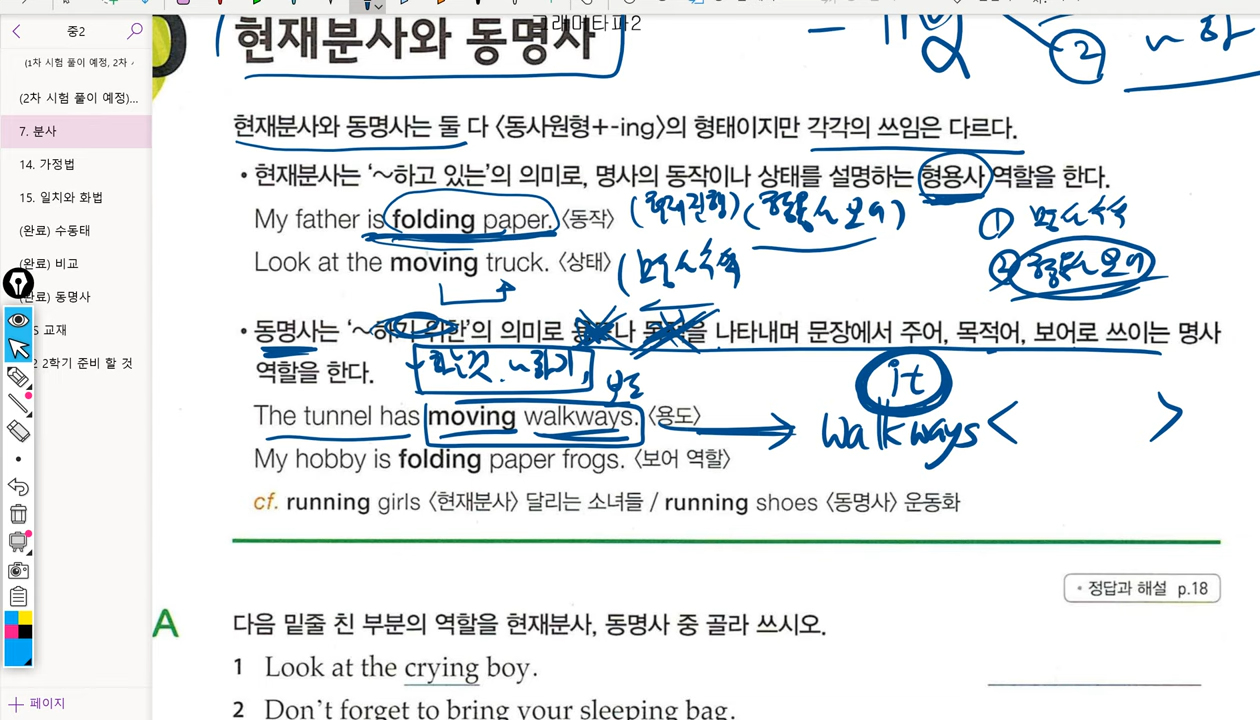 중2
그래머타파2
현재분사와 동명사
② ~하
(1차 시험 풀이 예정, 2차
(2차 시험 풀이 예정)...
7. 분사
14. 가정법
15. 일치와 화법
(완료) 수동태
(완료) 비교
(완료) 동명사
교재
2학기 준비 할 것
페이지
현재분사와 동명사는 둘 다 〈동사원형+-ing〉의 형태이지만 각각의 쓰임은 다르다.
• 현재분사는 '~하고 있는'의 의미로, 명사의 동작이나 상태를 설명하는 형용사 역할을 한다.
My father is folding paper. 〈동작〉 (현재진행) (형용사 보어)
① 명사수식
Look at the moving truck. 〈상태〉 (명사수식
② 형용사 보어
• 동명사는 '~하기 위한'의 의미로 용도나 목적을 나타내며 문장에서 주어, 목적어, 보어로 쓰이는 명사
역할을 한다. ~하는것, ~하기,
it
보도
The tunnel has moving walkways. 〈용도〉 → walkways < >
My hobby is folding paper frogs. 〈보어 역할〉
cf. running girls 〈현재분사〉 달리는 소녀들 / running shoes 〈동명사〉 운동화
• 정답과 해설 p.18
A 다음 밑줄 친 부분의 역할을 현재분사, 동명사 중 골라 쓰시오.
1 Look at the crying boy.
2 Don't forget to bring your sleeping bag.